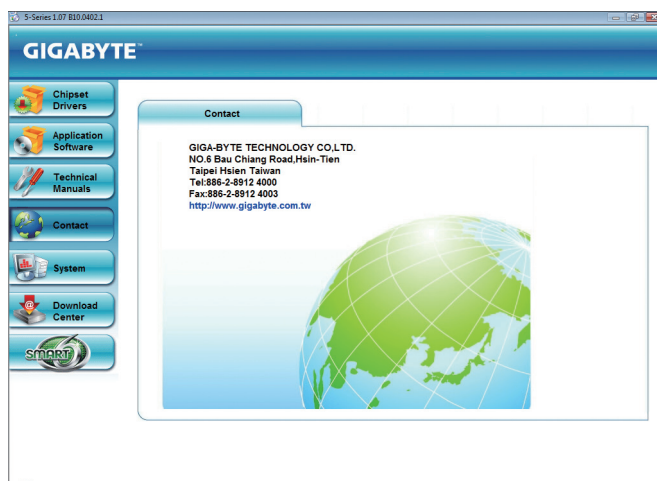 5-Series 1.07 B10.0402.1
GIGABYTE™
Chipset
Drivers
Application
Software
Technical
Manuals
Contact
System
Download
Center
SMART 6
Contact
GIGA-BYTE TECHNOLOGY CO,LTD.
NO.6 Bau Chiang Road,Hsin-Tien
Taipei Hsien Taiwan
Tel:886-2-8912 4000
Fax:886-2-8912 4003
http://www.gigabyte.com.tw